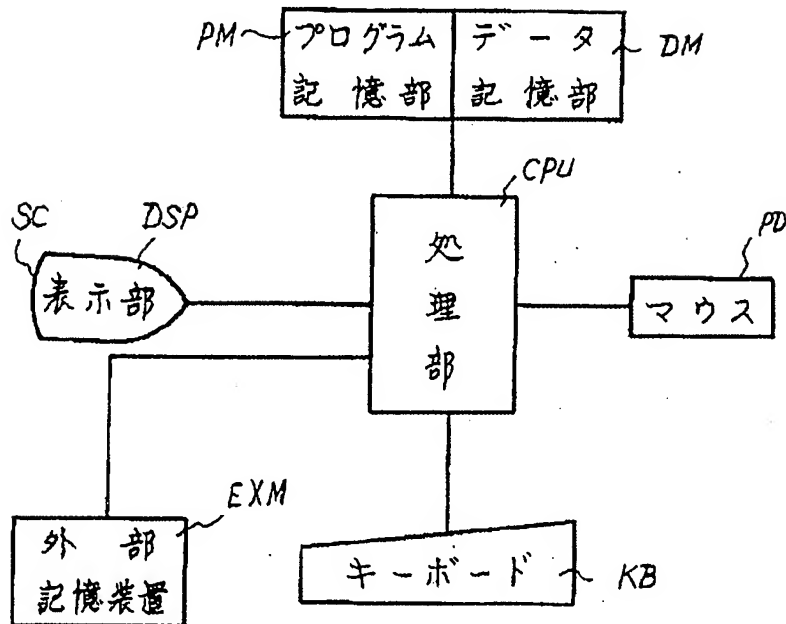 PM プログラム データ DM
記憶部 記憶部
CPU
処
理
部
SC DSP
表示部
PD
マウス
EXM
外部
記憶装置
キーボード KB